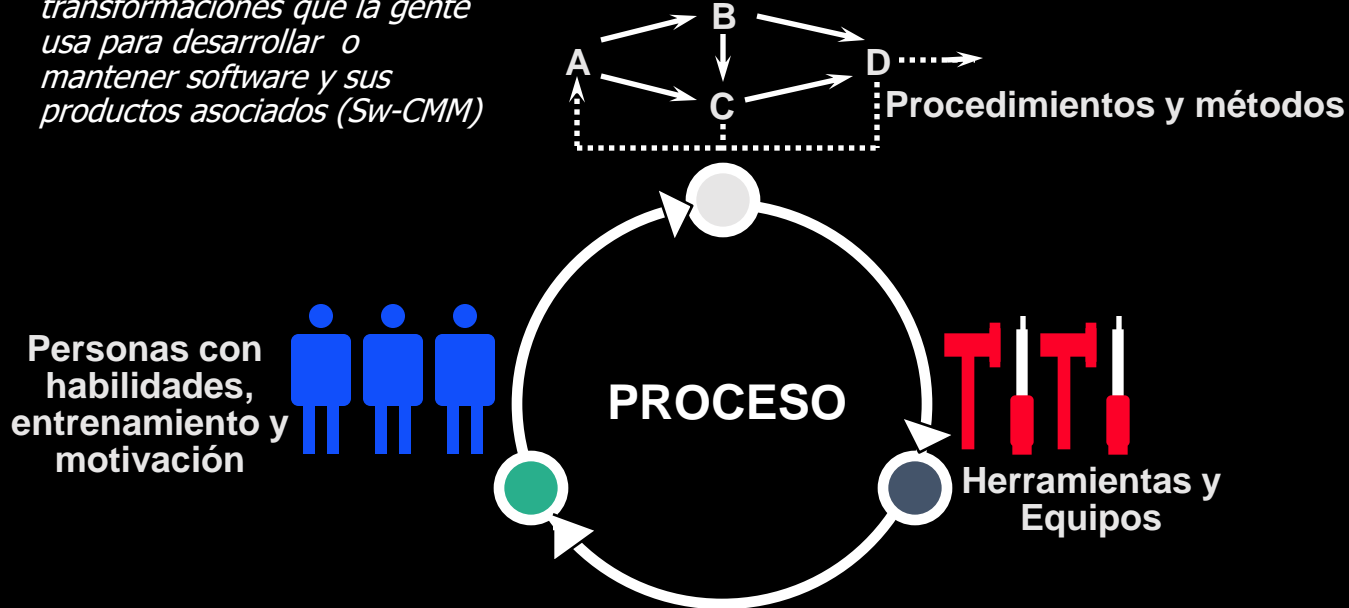 transformaciones que la gente
usa para desarrollar o
mantener software y sus
productos asociados (Sw-CMM)
B
A
D
C
Procedimientos y métodos
Personas con
habilidades,
entrenamiento y
motivación
PROCESO
Herramientas y
Equipos